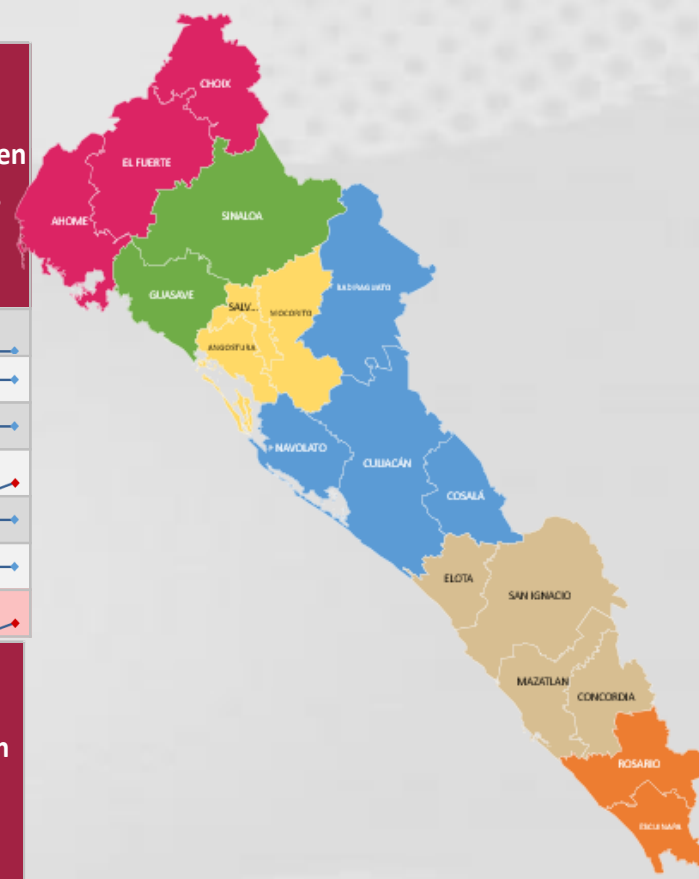 CHOIX
en
EL FUERTE
SINALOA
AHOME
BADIRAGUATO
GUASAVE
SALV...
MOCORITO
ANGOSTURA
NAVOLATO
CULIACÁN
COSALÁ
ELOTA
SAN IGNACIO
MAZATLAN
CONCORDIA
n
ROSARIO
ESCUINAPA